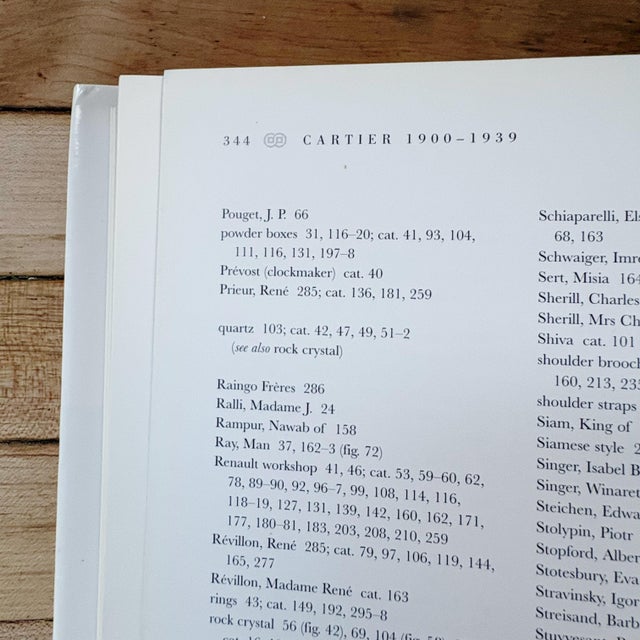 344 CARTIER 1900–1939
Pouget, J. P. 66
powder boxes 31, 116–20; cat. 41, 93, 104,
111, 116, 131, 197–8
Prévost (clockmaker) cat. 40
Prieur, René 285; cat. 136, 181, 259
quartz 103; cat. 42, 47, 49, 51–2
(see also rock crystal)
Raingo Frères 286
Ralli, Madame J. 24
Rampur, Nawab of 158
Ray, Man 37, 162–3 (fig. 72)
Renault workshop 41, 46; cat. 53, 59–60, 62,
78, 89–90, 92, 96–7, 99, 108, 114, 116,
118–19, 127, 131, 139, 142, 160, 162, 171,
177, 180–81, 183, 203, 208, 210, 259
Révillon, René 285; cat. 79, 97, 106, 119, 144,
165, 277
Révillon, Madame René cat. 163
rings 43; cat. 149, 192, 295–8
rock crystal 56 (fig. 42), 69, 104 (fig.
Schiaparelli, Els
68, 163
Schwaiger, Imre
Sert, Misia 164
Sherill, Charles
Sherill, Mrs Ch
Shiva cat. 101
shoulder brooch
160, 213, 235
shoulder straps
Siam, King of
Siamese style 2
Singer, Isabel B
Singer, Winaret
Steichen, Edwa
Stolypin, Piotr
Stopford, Alber
Stotesbury, Eva
Stravinsky, Igor
Streisand, Barb